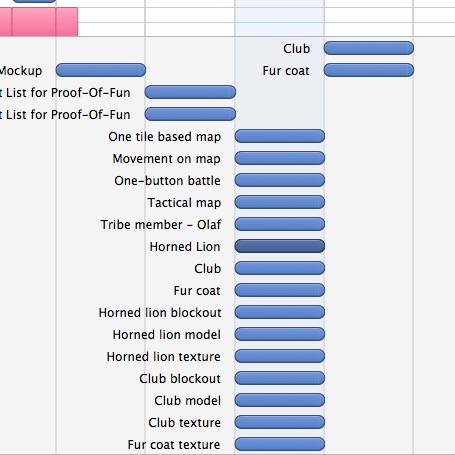 Club
Mockup Fur coat
t List for Proof-Of-Fun
t List for Proof-Of-Fun
One tile based map
Movement on map
One-button battle
Tactical map
Tribe member - Olaf
Horned Lion
Club
Fur coat
Horned lion blockout
Horned lion model
Horned lion texture
Club blockout
Club model
Club texture
Fur coat texture